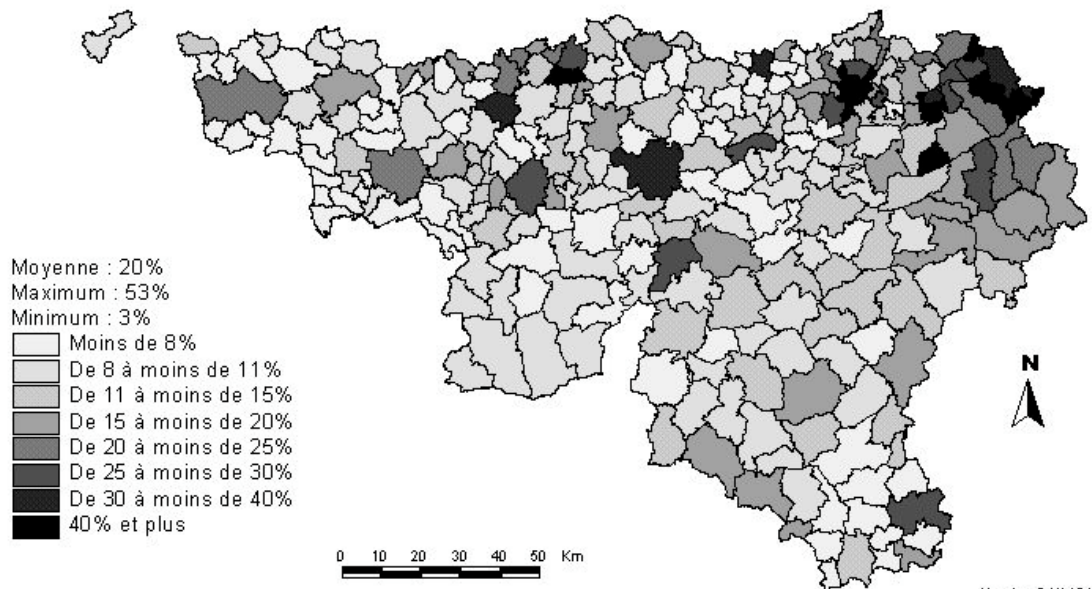 Moyenne : 20%
Maximum : 53%
Minimum : 3%
Moins de 8%
De 8 à moins de 11%
De 11 à moins de 15%
De 15 à moins de 20%
De 20 à moins de 25%
De 25 à moins de 30%
De 30 à moins de 40%
40% et plus
N
0 10 20 30 40 50 Km